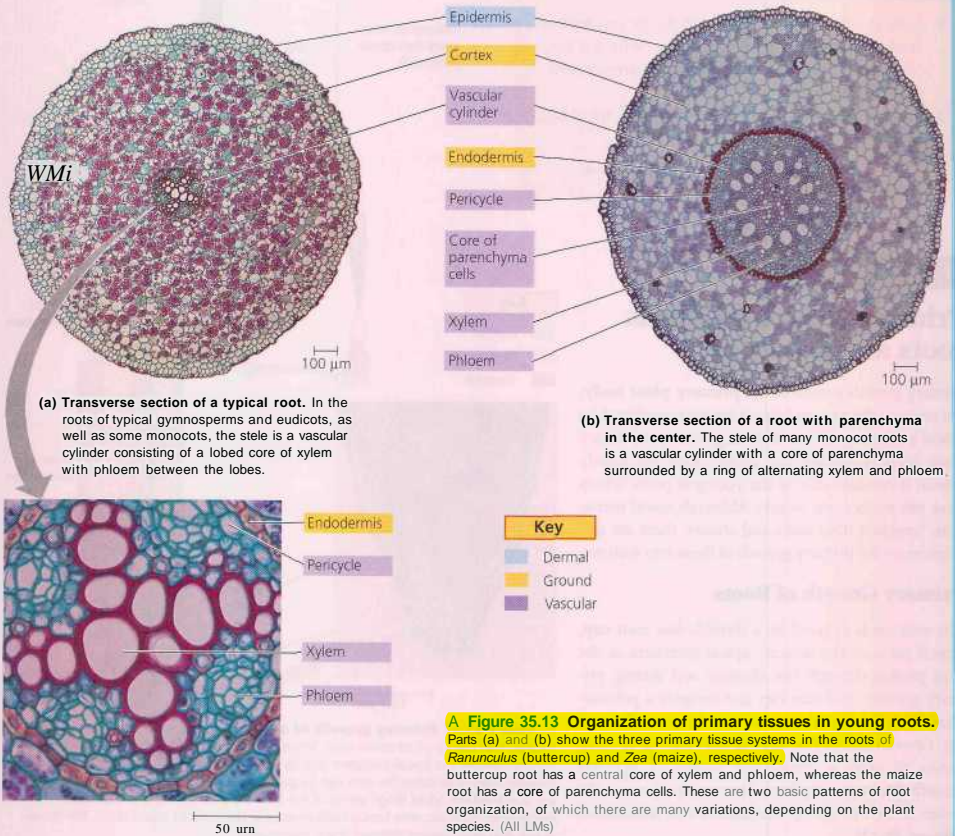 Epidermis
Cortex
Vascular
cylinder
Endodermis
Pericycle
Core of
parenchyma
cells
Xylem
Phloem
WMi
100 µm
100 µm
(a) Transverse section of a typical root. In the
roots of typical gymnosperms and eudicots, as
well as some monocots, the stele is a vascular
cylinder consisting of a lobed core of xylem
with phloem between the lobes.
(b) Transverse section of a root with parenchyma
in the center. The stele of many monocot roots
is a vascular cylinder with a core of parenchyma
surrounded by a ring of alternating xylem and phloem.
Endodermis
Pericycle
Xylem
Phloem
50 urn
Key
Dermal
Ground
Vascular
A Figure 35.13 Organization of primary tissues in young roots.
Parts (a) and (b) show the three primary tissue systems in the roots of
Ranunculus (buttercup) and Zea (maize), respectively. Note that the
buttercup root has a central core of xylem and phloem, whereas the maize
root has a core of parenchyma cells. These are two basic patterns of root
organization, of which there are many variations, depending on the plant
species. (All LMs)